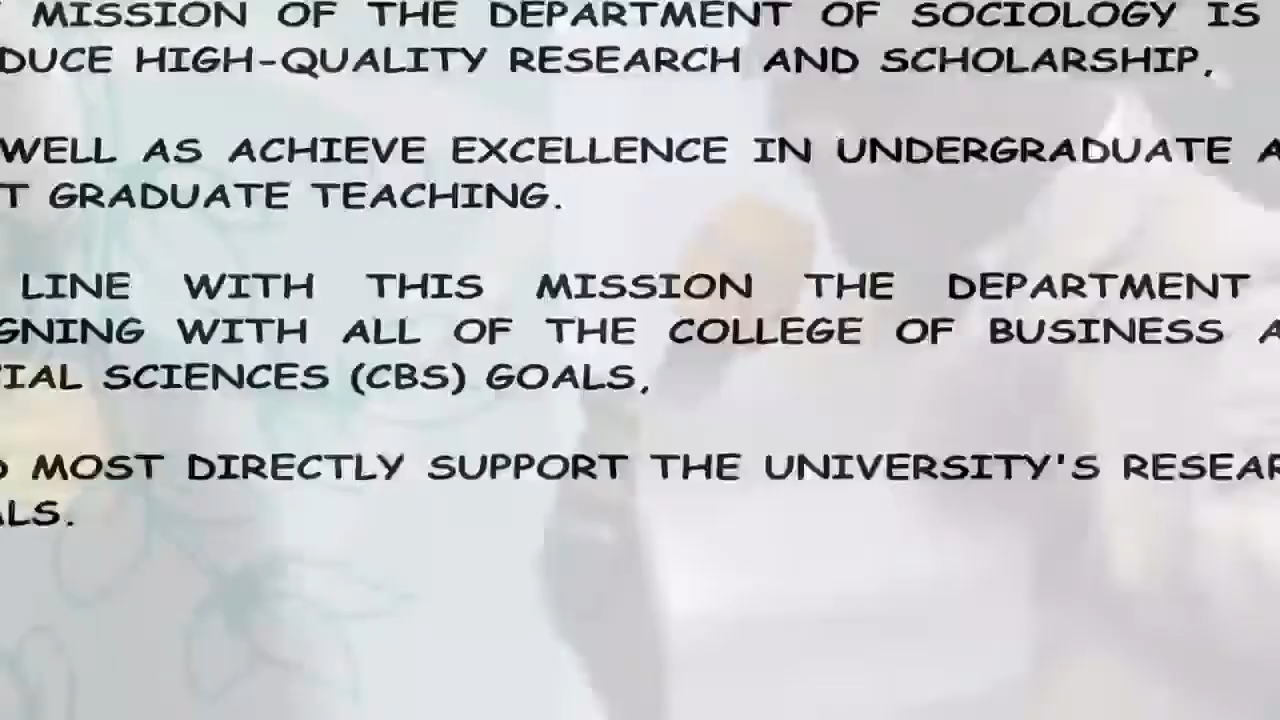 MISSION OF THE DEPARTMENT OF SOCIOLOGY IS
DUCE HIGH-QUALITY RESEARCH AND SCHOLARSHIP,
WELL AS ACHIEVE EXCELLENCE IN UNDERGRADUATE A
T GRADUATE TEACHING.
LINE WITH THIS MISSION THE DEPARTMENT
GNING WITH ALL OF THE COLLEGE OF BUSINESS A
IAL SCIENCES (CBS) GOALS,
MOST DIRECTLY SUPPORT THE UNIVERSITY'S RESEAR
ALS.